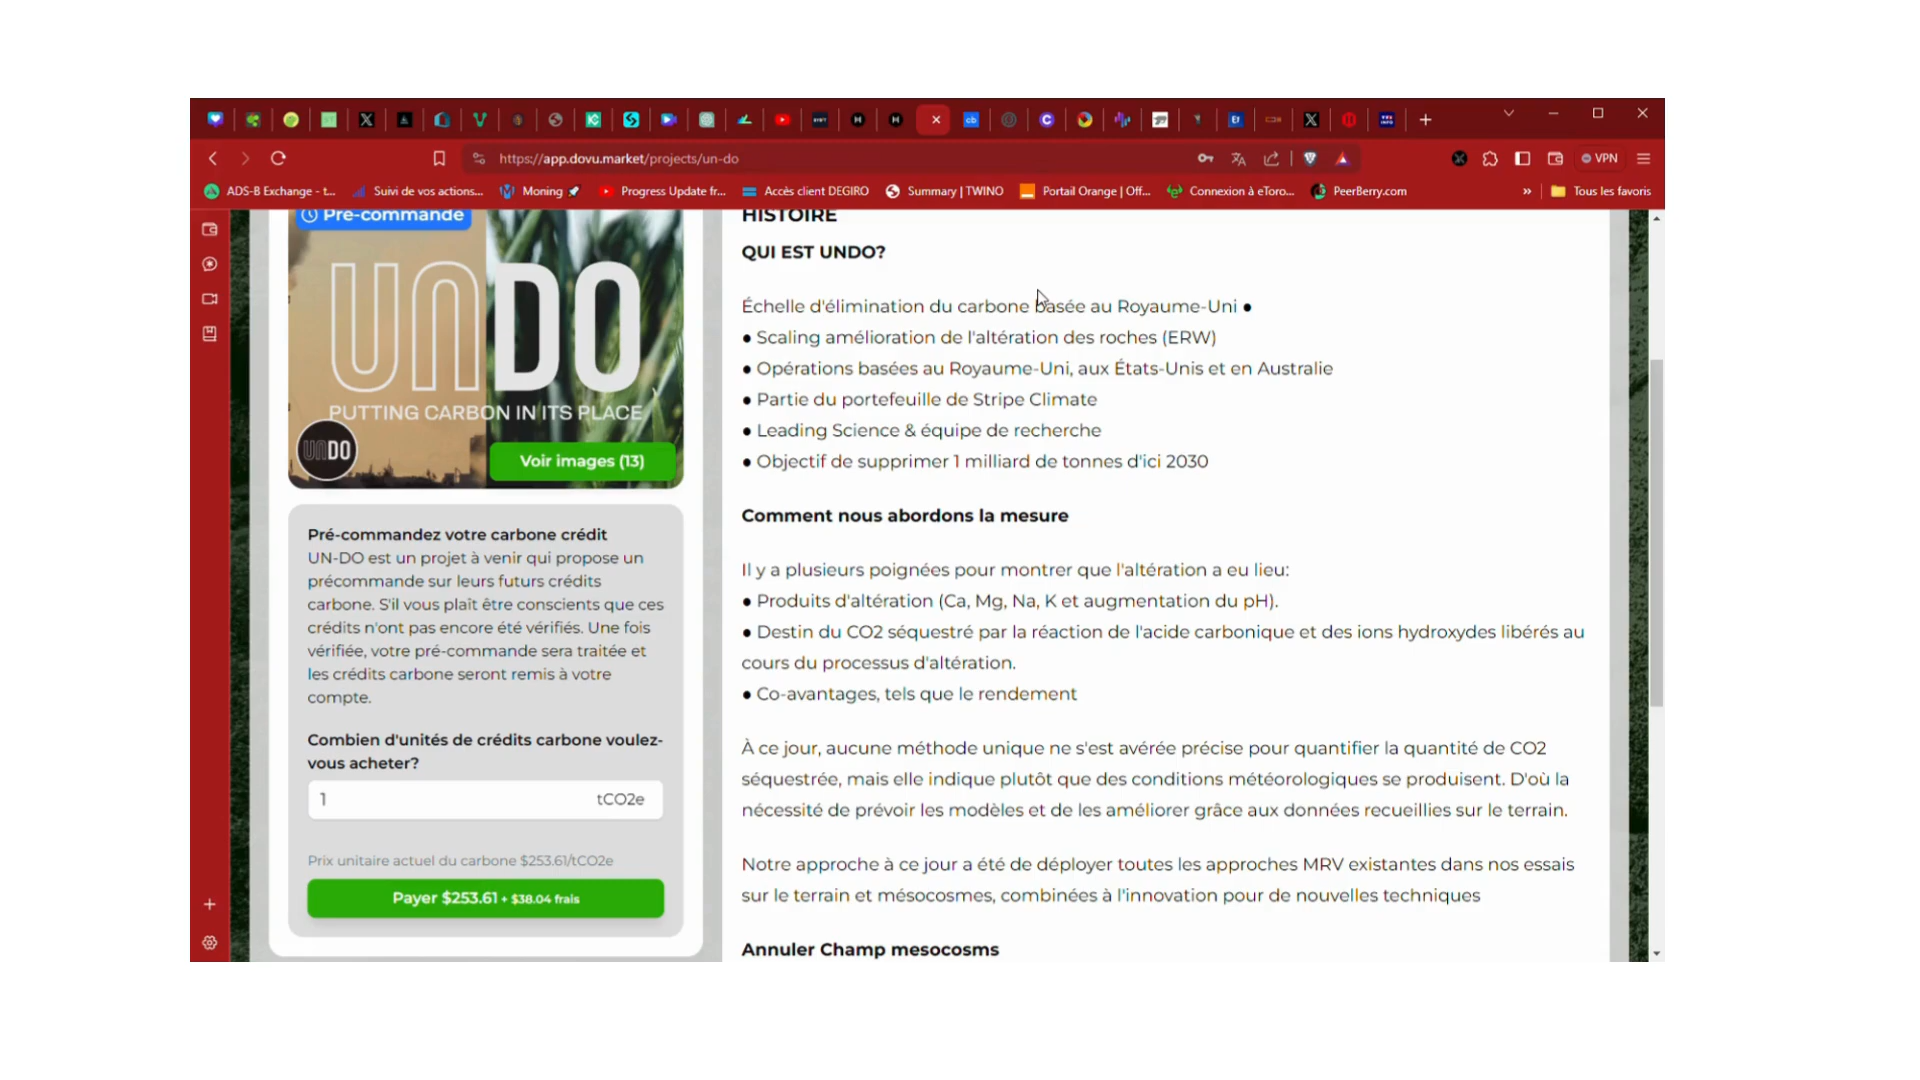 https://app.dovu.market/projects/un-do
VPN
ADS-B Exchange - t...
Suivi de vos actions...
Moning
Progress Update fr...
Accès client DEGIRO
Summary | TWINO
Portail Orange | Off...
Connexion à eToro...
PeerBerry.com
»
Tous les favoris
Pré-commande
UNDO
PUTTING CARBON IN ITS PLACE
UNDO
Voir images (13)
Pré-commandez votre carbone crédit
UN-DO est un projet à venir qui propose un
précommande sur leurs futurs crédits
carbone. S'il vous plaît être conscients que ces
crédits n'ont pas encore été vérifiés. Une fois
vérifiée, votre pré-commande sera traitée et
les crédits carbone seront remis à votre
compte.
Combien d'unités de crédits carbone voulez-
vous acheter?
1 tCO2e
Prix unitaire actuel du carbone $253.61/tCO2e
Payer $253.61 + $38.04 frais
HISTOIRE
QUI EST UNDO?
Échelle d'élimination du carbone basée au Royaume-Uni ●
● Scaling amélioration de l'altération des roches (ERW)
● Opérations basées au Royaume-Uni, aux États-Unis et en Australie
● Partie du portefeuille de Stripe Climate
● Leading Science & équipe de recherche
● Objectif de supprimer 1 milliard de tonnes d'ici 2030
Comment nous abordons la mesure
Il y a plusieurs poignées pour montrer que l'altération a eu lieu:
● Produits d'altération (Ca, Mg, Na, K et augmentation du pH).
● Destin du CO2 séquestré par la réaction de l'acide carbonique et des ions hydroxydes libérés au
cours du processus d'altération.
● Co-avantages, tels que le rendement
À ce jour, aucune méthode unique ne s'est avérée précise pour quantifier la quantité de CO2
séquestrée, mais elle indique plutôt que des conditions météorologiques se produisent. D'où la
nécessité de prévoir les modèles et de les améliorer grâce aux données recueillies sur le terrain.
Notre approche à ce jour a été de déployer toutes les approches MRV existantes dans nos essais
sur le terrain et mésocosmes, combinées à l'innovation pour de nouvelles techniques
Annuler Champ mesocosms